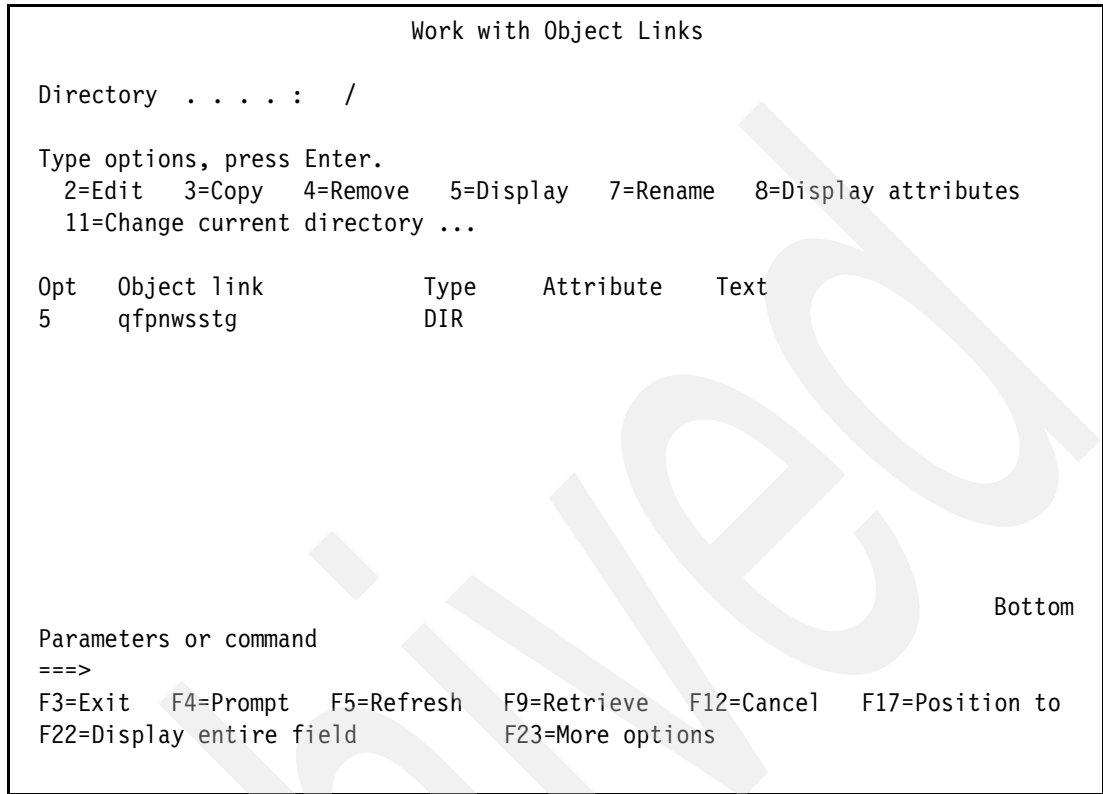 Work with Object Links
Directory . . . . : /
Type options, press Enter.
2=Edit 3=Copy 4=Remove 5=Display 7=Rename 8=Display attributes
11=Change current directory ...
Opt Object link Type Attribute Text
5 qfpnwsstg DIR
Bottom
Parameters or command
===>
F3=Exit F4=Prompt F5=Refresh F9=Retrieve F12=Cancel F17=Position to
F22=Display entire field F23=More options
hived